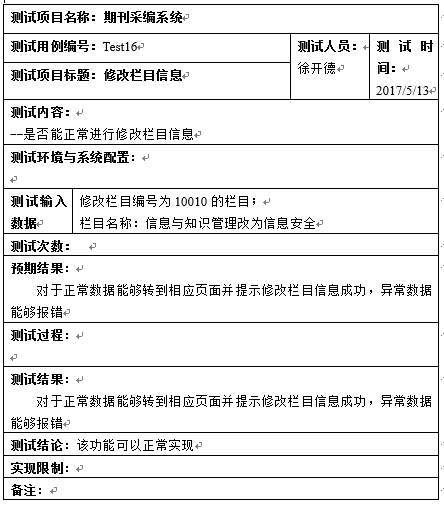 测试项目名称：期刊采编系统
测试用例编号：Test16
测试人员：
徐开德
测试时
间：
2017/5/13
测试项目标题：修改栏目信息
测试内容：
--是否能正常进行修改栏目信息
测试环境与系统配置：
测试输入
数据
修改栏目编号为 10010 的栏目；
栏目名称：信息与知识管理改为信息安全
测试次数：
预期结果：
对于正常数据能够转到相应页面并提示修改栏目信息成功，异常数据
能够报错
测试过程：
测试结果：
对于正常数据能够转到相应页面并提示修改栏目信息成功，异常数据
能够报错
测试结论：该功能可以正常实现
实现限制：
备注：